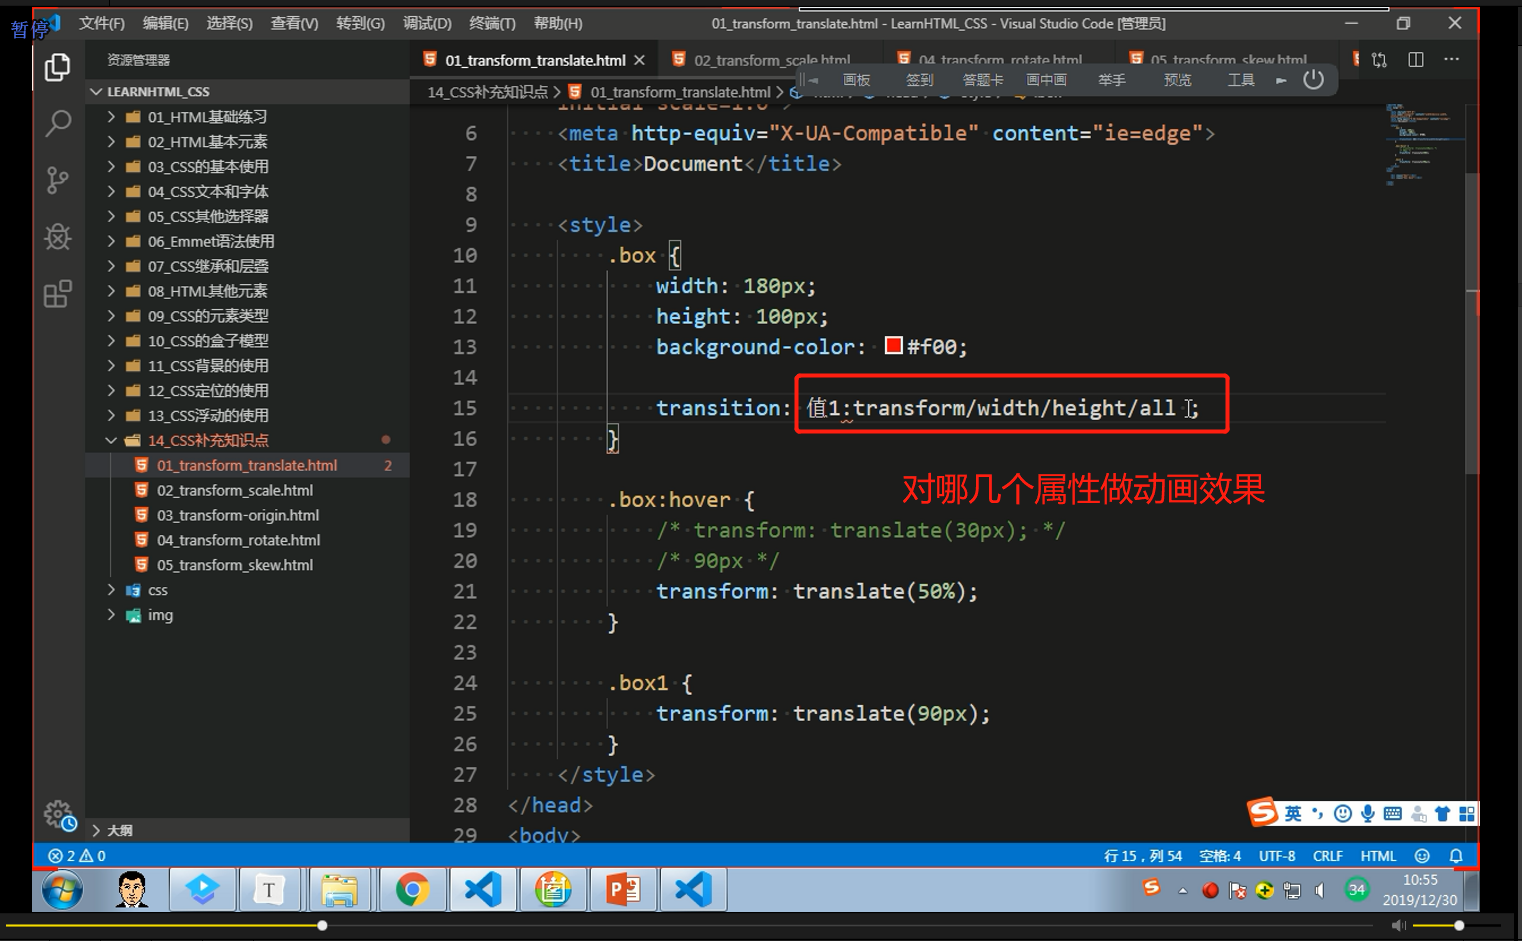 暂停
文件(F) 编辑(E) 选择(S) 查看(V) 转到(G) 调试(D) 终端(T) 帮助(H) 01_transform_translate.html - LearnHTML_CSS - Visual Studio Code [管理员]
资源管理器 01_transform_translate.html 02_transform_scale.html 04_transform_rotate.html 05_transform_skew.html
画板 签到 答题卡 画中画 举手 预览 工具
LEARNHTML_CSS
14_CSS补充知识点 > 01_transform_translate.html >
01_HTML基础练习
02_HTML基本元素
03_CSS的基本使用
04_CSS文本和字体
05_CSS其他选择器
06_Emmet语法使用
07_CSS继承和层叠
08_HTML其他元素
09_CSS的元素类型
10_CSS的盒子模型
11_CSS背景的使用
12_CSS定位的使用
13_CSS浮动的使用
14_CSS补充知识点
01_transform_translate.html 2
02_transform_scale.html
03_transform-origin.html
04_transform_rotate.html
05_transform_skew.html
css
img
大纲
initial-scale=1.0">
6 <meta http-equiv="X-UA-Compatible" content="ie=edge">
7 <title>Document</title>
8
9 <style>
10 .box {
11 width: 180px;
12 height: 100px;
13 background-color: #f00;
14
15 transition: 值1:transform/width/height/all ;
16 }
17
18 .box:hover {
19 /* transform: translate(30px); */
20 /* 90px */
21 transform: translate(50%);
22 }
23
24 .box1 {
25 transform: translate(90px);
26 }
27 </style>
28 </head>
29 <body>
对哪几个属性做动画效果
英
2 0 行 15，列 54 空格: 4 UTF-8 CRLF HTML
34
10:55
2019/12/30